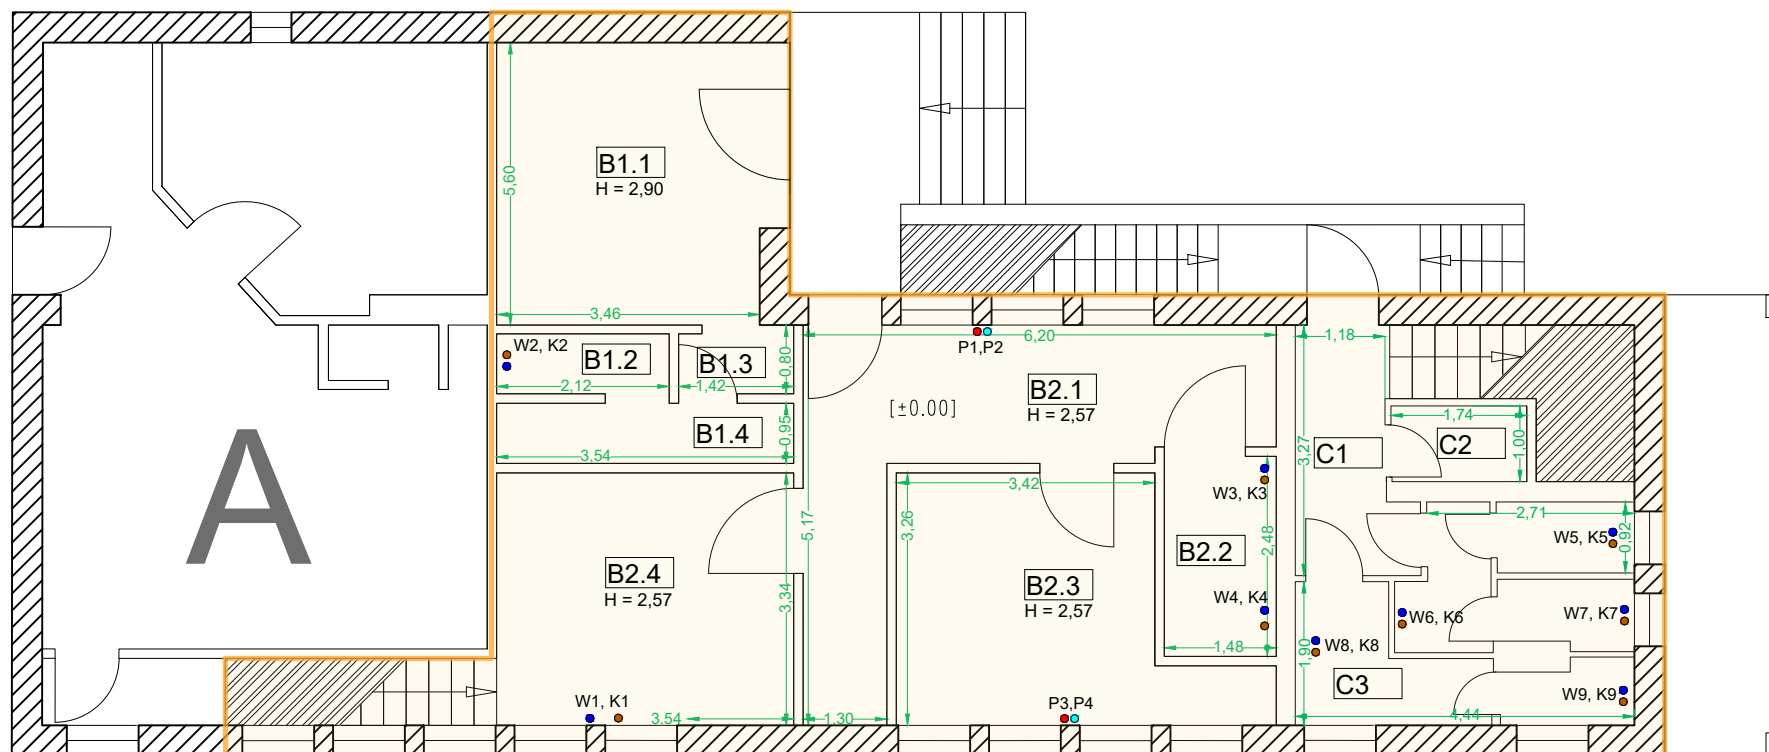 B1.1
H = 2,90
5,60
3,46
W2, K2
B1.2
B1.3
0,80
2,12
1,42
B1.4
0,95
3,54
A
B2.4
H = 2,57
3,34
W1, K1
3,54
P1,P2
6,20
B2.1
H = 2,57
[±0.00]
5,17
1,30
3,42
3,26
B2.3
H = 2,57
P3,P4
W3, K3
B2.2
2,48
W4, K4
1,48
1,18
3,27
C1
1,74
C2
1,00
2,71
W5, K5
0,92
W6, K6
W7, K7
W8, K8
1,90
C3
W9, K9
4,44